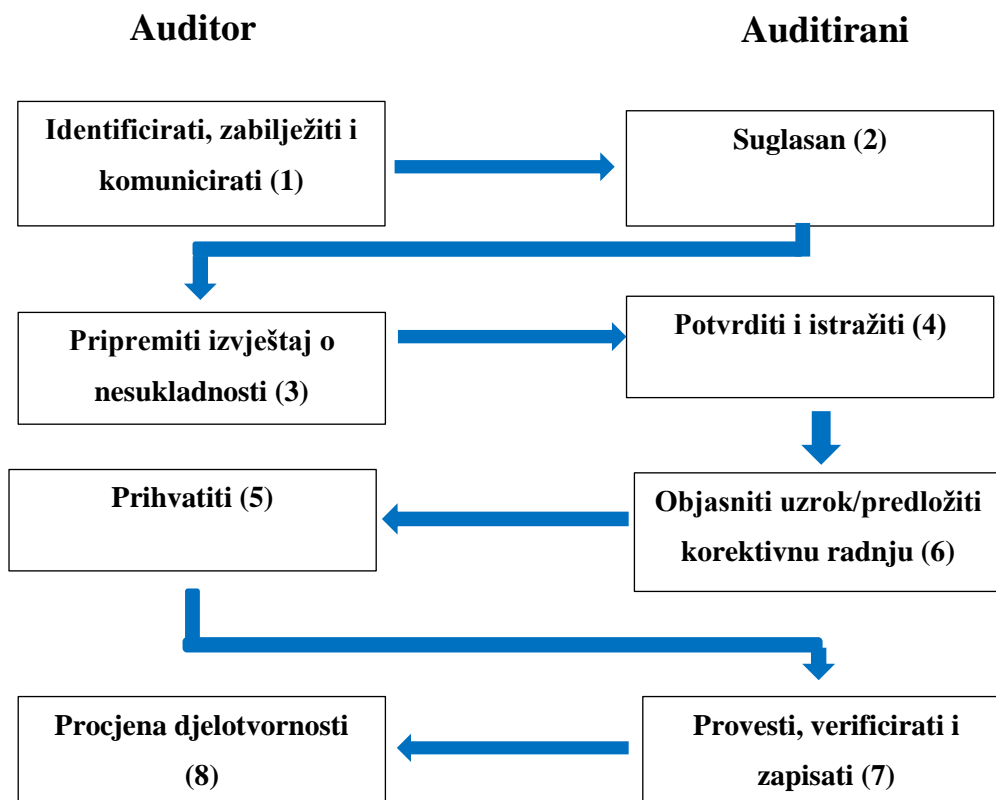 Auditor
Auditirani
Identificirati, zabilježiti i
komunicirati (1)
Suglasan (2)
Pripremiti izvještaj o
nesukladnosti (3)
Potvrditi i istražiti (4)
Prihvatiti (5)
Objasniti uzrok/predložiti
korektivnu radnju (6)
Procjena djelotvornosti
(8)
Provesti, verificirati i
zapisati (7)